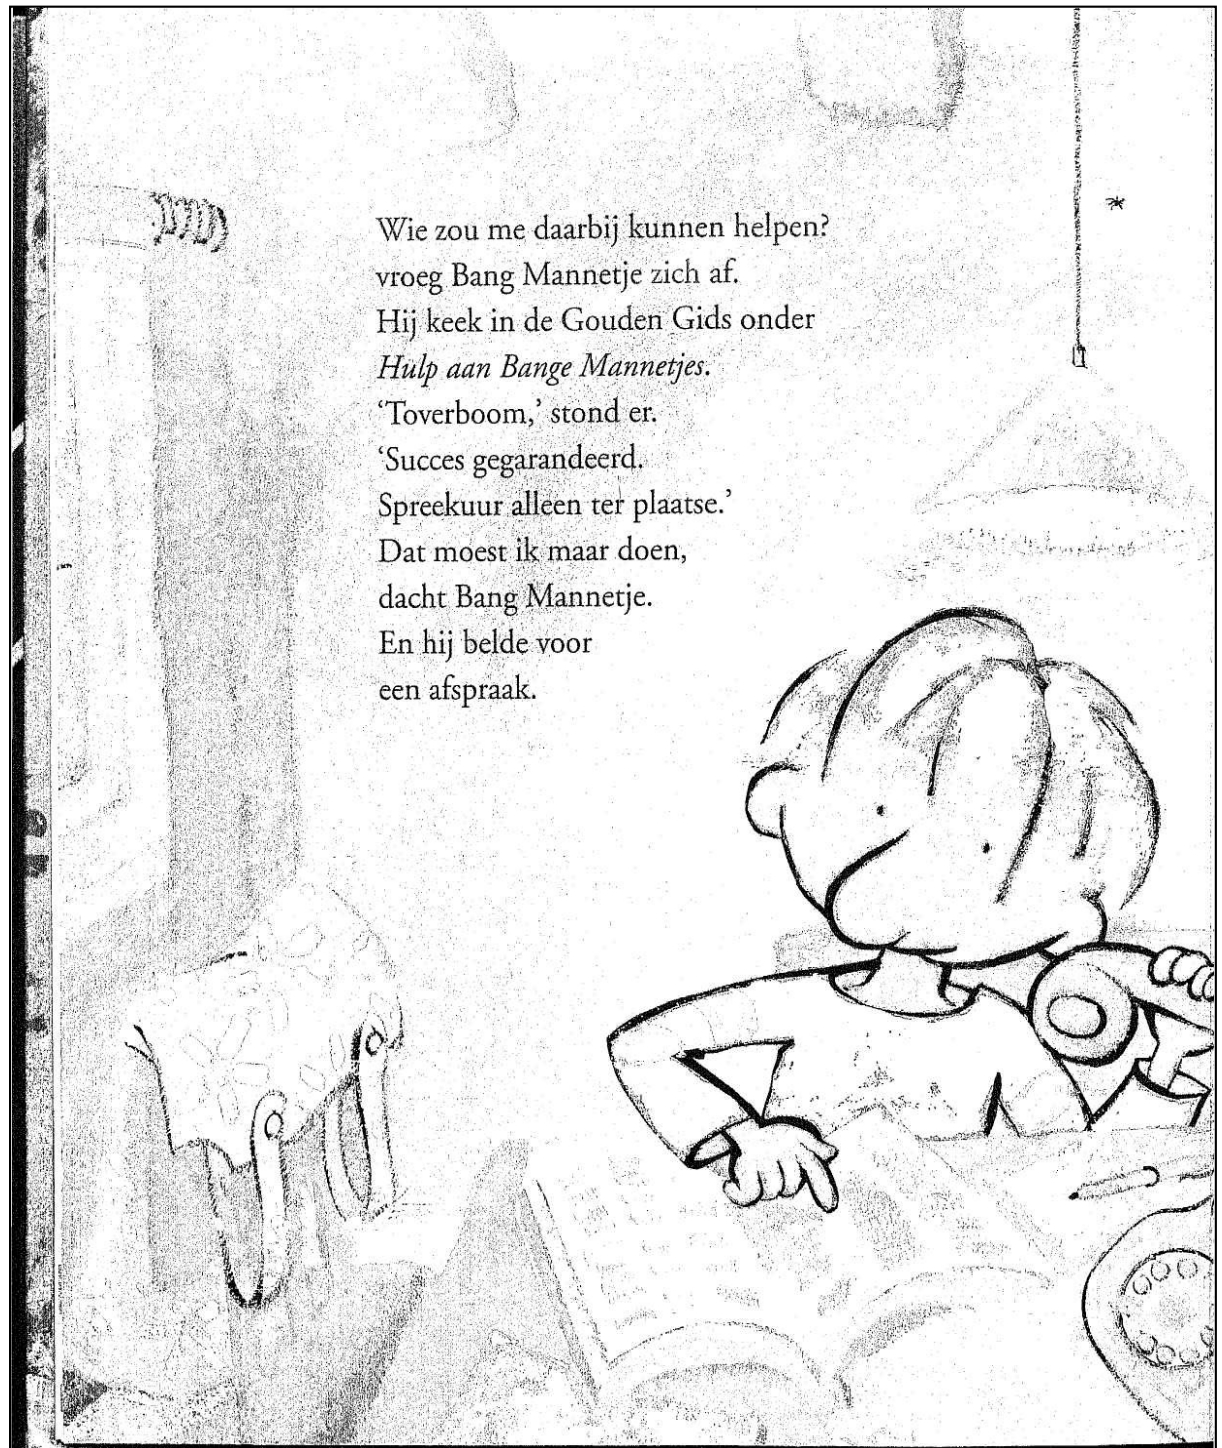 Wie zou me daarbij kunnen helpen?
vroeg Bang Mannetje zich af.
Hij keek in de Gouden Gids onder
Hulp aan Bange Mannetjes.
‘Toverboom,’ stond er.
‘Succes gegarandeerd.
Spreekuur alleen ter plaatse.’
Dat moest ik maar doen,
dacht Bang Mannetje.
En hij belde voor
een afspraak.